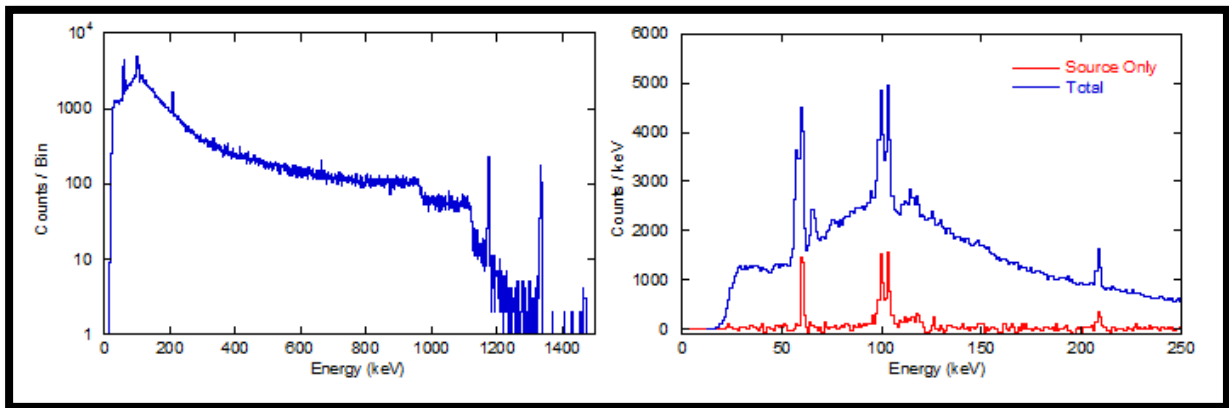 10⁴
1000
100
10
1
Counts / Bin
0 200 400 600 800 1000 1200 1400
Energy (keV)
6000
5000
4000
3000
2000
1000
0
Counts / keV
Source Only
Total
0 50 100 150 200 250
Energy (keV)